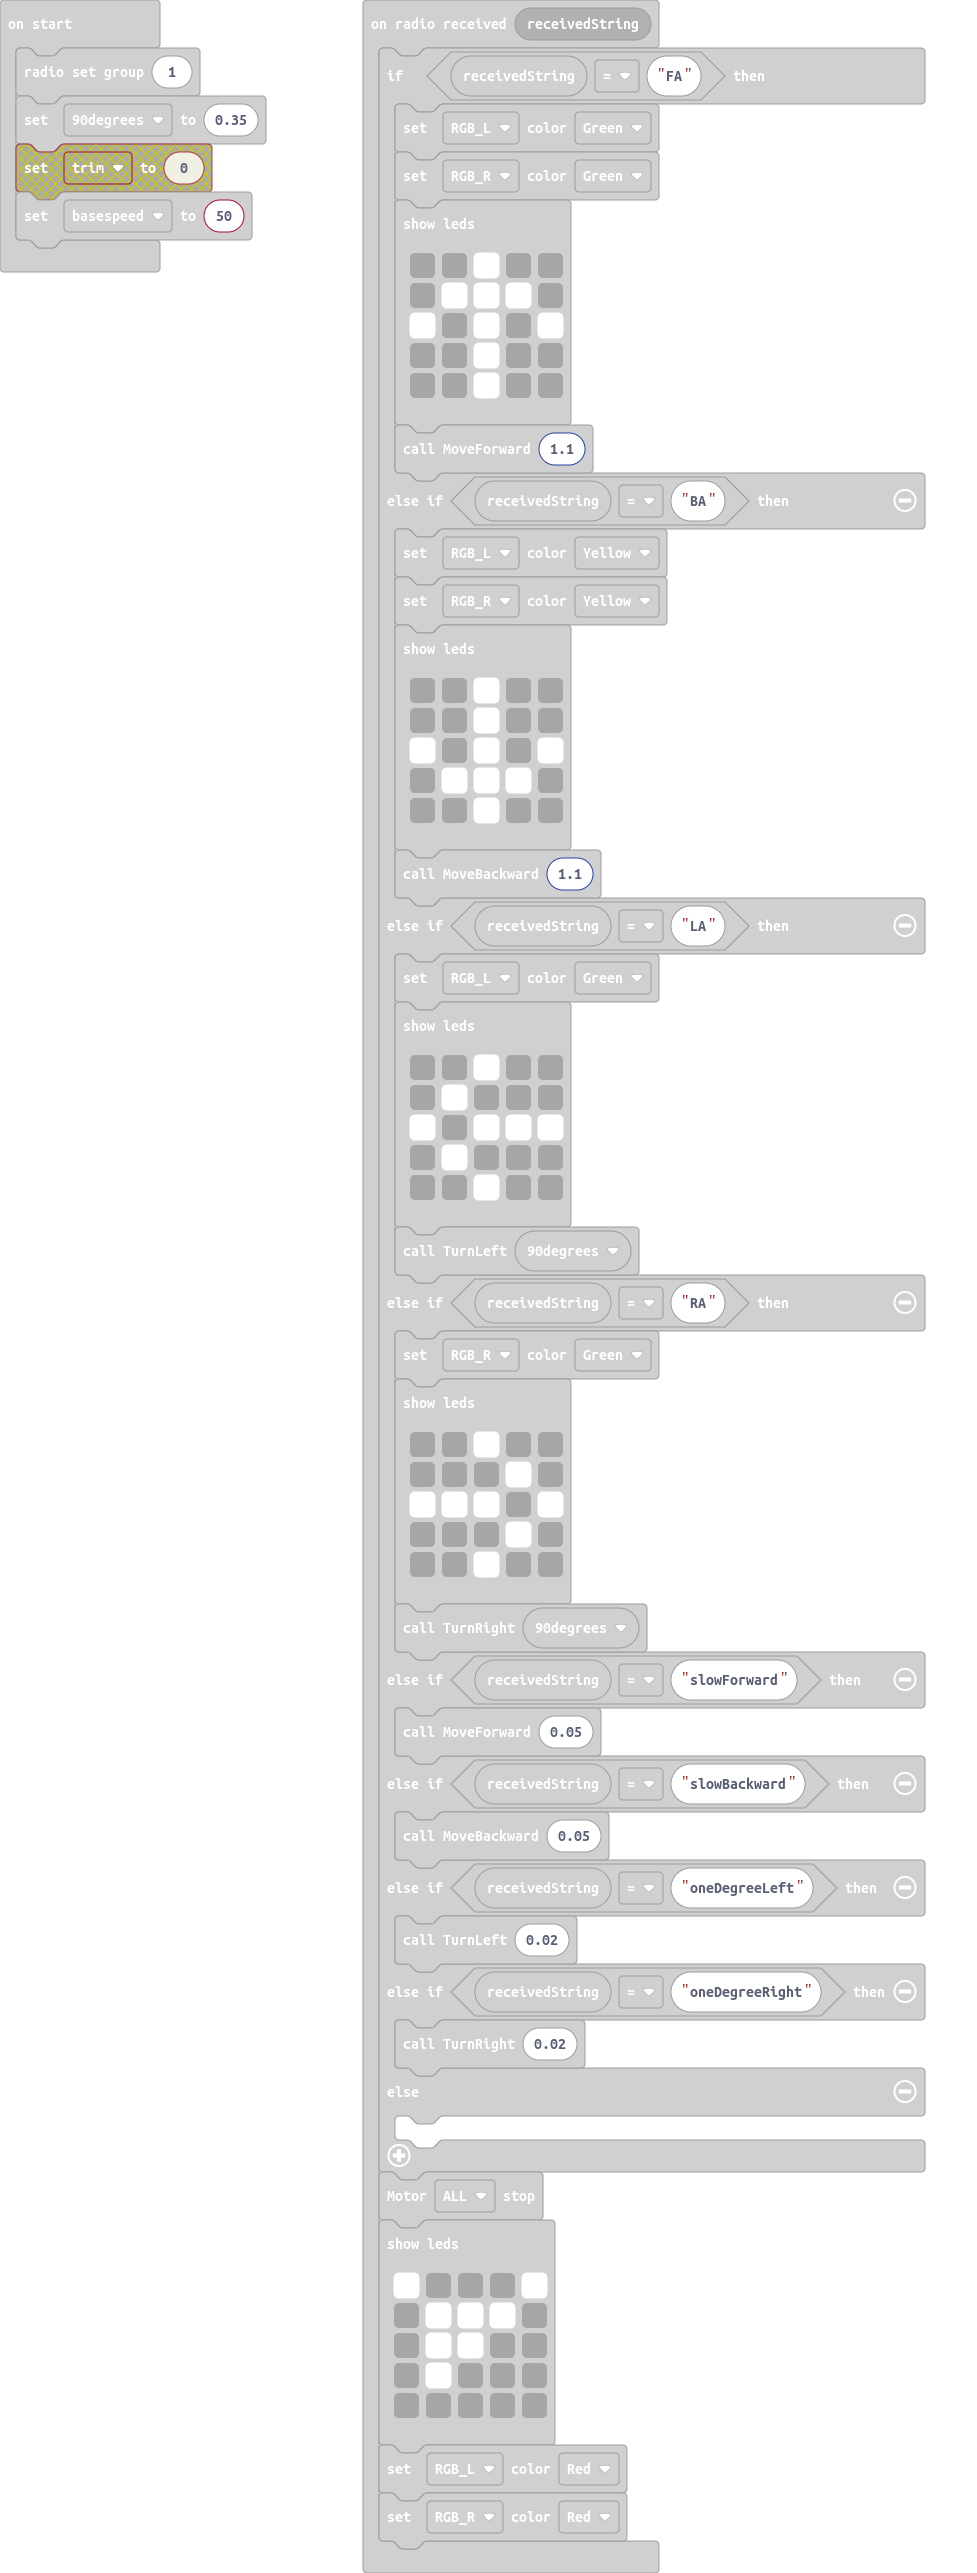 on start
radio set group 1
set 90degrees to 0.35
set trim to 0
set basespeed to 50
on radio received receivedString
if receivedString = "FA" then
set RGB_L color Green
set RGB_R color Green
show leds
call MoveForward 1.1
else if receivedString = "BA" then
set RGB_L color Yellow
set RGB_R color Yellow
show leds
call MoveBackward 1.1
else if receivedString = "LA" then
set RGB_L color Green
show leds
call TurnLeft 90degrees
else if receivedString = "RA" then
set RGB_R color Green
show leds
call TurnRight 90degrees
else if receivedString = "slowForward" then
call MoveForward 0.05
else if receivedString = "slowBackward" then
call MoveBackward 0.05
else if receivedString = "oneDegreeLeft" then
call TurnLeft 0.02
else if receivedString = "oneDegreeRight" then
call TurnRight 0.02
else
Motor ALL stop
show leds
set RGB_L color Red
set RGB_R color Red